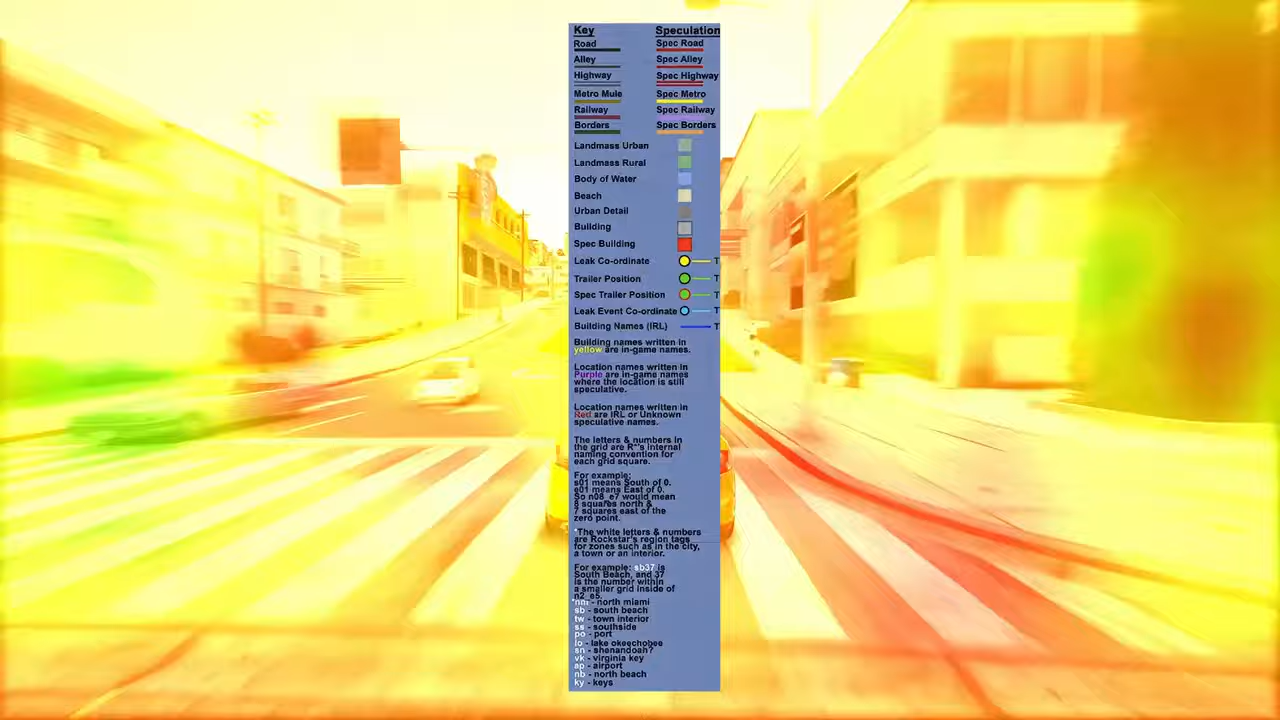 Key Speculation
Road Spec Road
Alley Spec Alley
Highway Spec Highway
Metro Mule Spec Metro
Railway Spec Railway
Borders Spec Borders
Landmass Urban
Landmass Rural
Body of Water
Beach
Urban Detail
Building
Spec Building
Leak Co-ordinate T
Trailer Position T
Spec Trailer Position T
Leak Event Co-ordinate T
Building Names (IRL) T
Building names written in
yellow are in-game names.
Location names written in
Purple are in-game names
where the location is still
speculative.
Location names written in
Red are IRL or Unknown
speculative names.
The letters & numbers in
the grid are R*'s internal
naming convention for
each grid square.
For example:
s01 means South of 0.
e01 means East of 0.
So n08_e7 would mean
8 squares north &
7 squares east of the
zero point.
*The white letters & numbers
are Rockstar's region tags
for zones such as in the city,
a town or an interior.
For example: sb37 is
South Beach, and 37
is the number within
a smaller grid inside of
n2_e5.
*nm - north miami
sb - south beach
tw - town interior
ss - southside
po - port
lo - lake okeechobee
sn - shenandoah?
vk - virginia key
ap - airport
nb - north beach
ky - keys